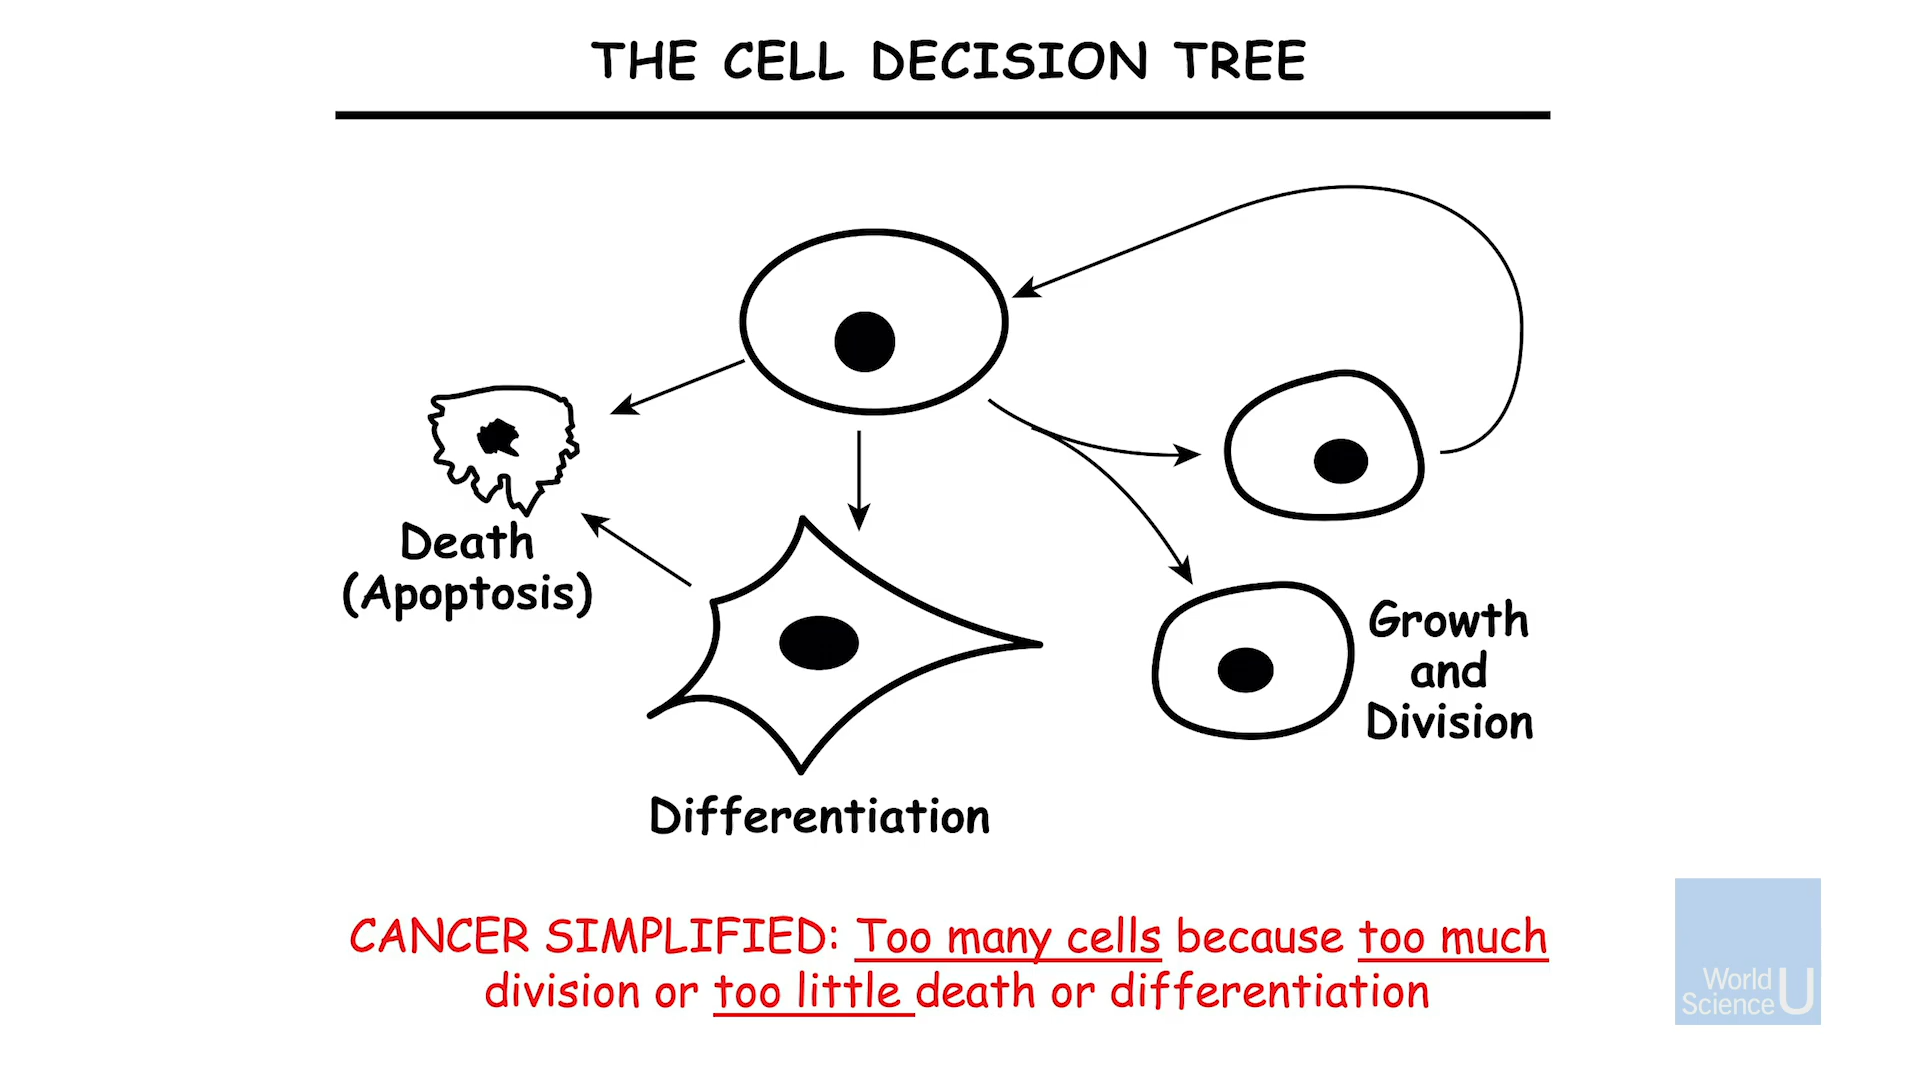 THE CELL DECISION TREE
Death
(Apoptosis)
Growth
and
Division
Differentiation
CANCER SIMPLIFIED: Too many cells because too much
division or too little death or differentiation
World
Science U